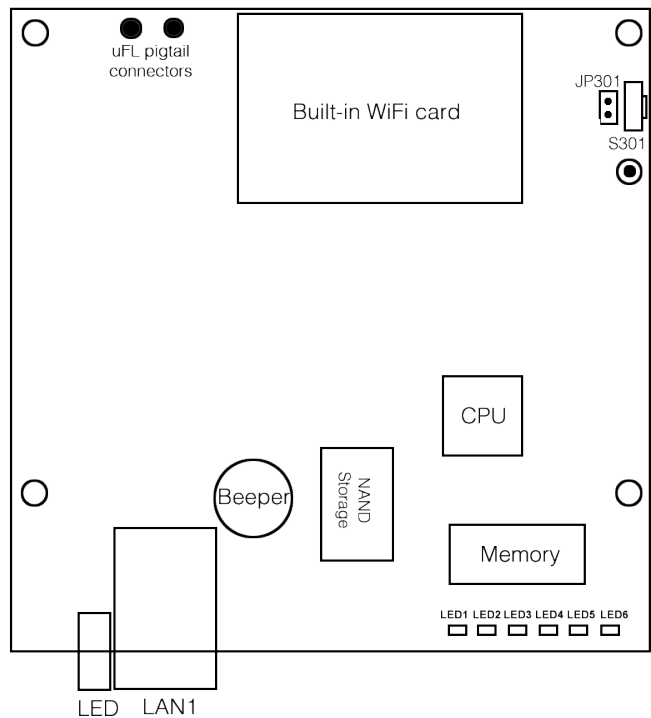 uFL pigtail
connectors
Built-in WiFi card
JP301
S301
CPU
Beeper
NAND
Storage
Memory
LED1 LED2 LED3 LED4 LED5 LED6
LED
LAN1